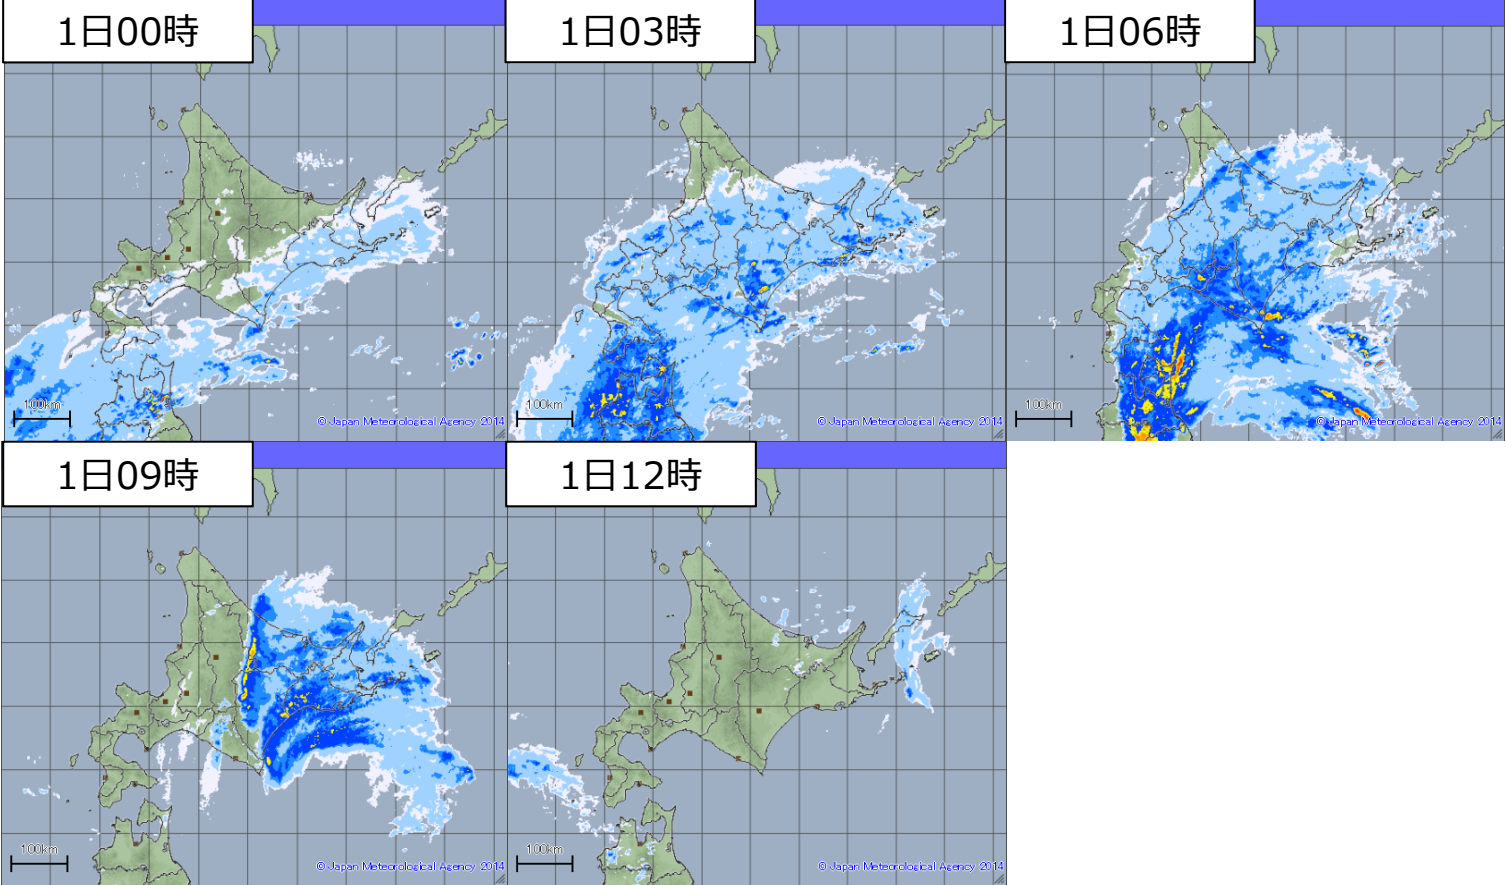 1日00時
1日03時
1日06時
100km
© Japan Meteorological Agency 2014
100km
© Japan Meteorological Agency 2014
100km
© Japan Meteorological Agency 2014
1日09時
1日12時
100km
© Japan Meteorological Agency 2014
100km
© Japan Meteorological Agency 2014